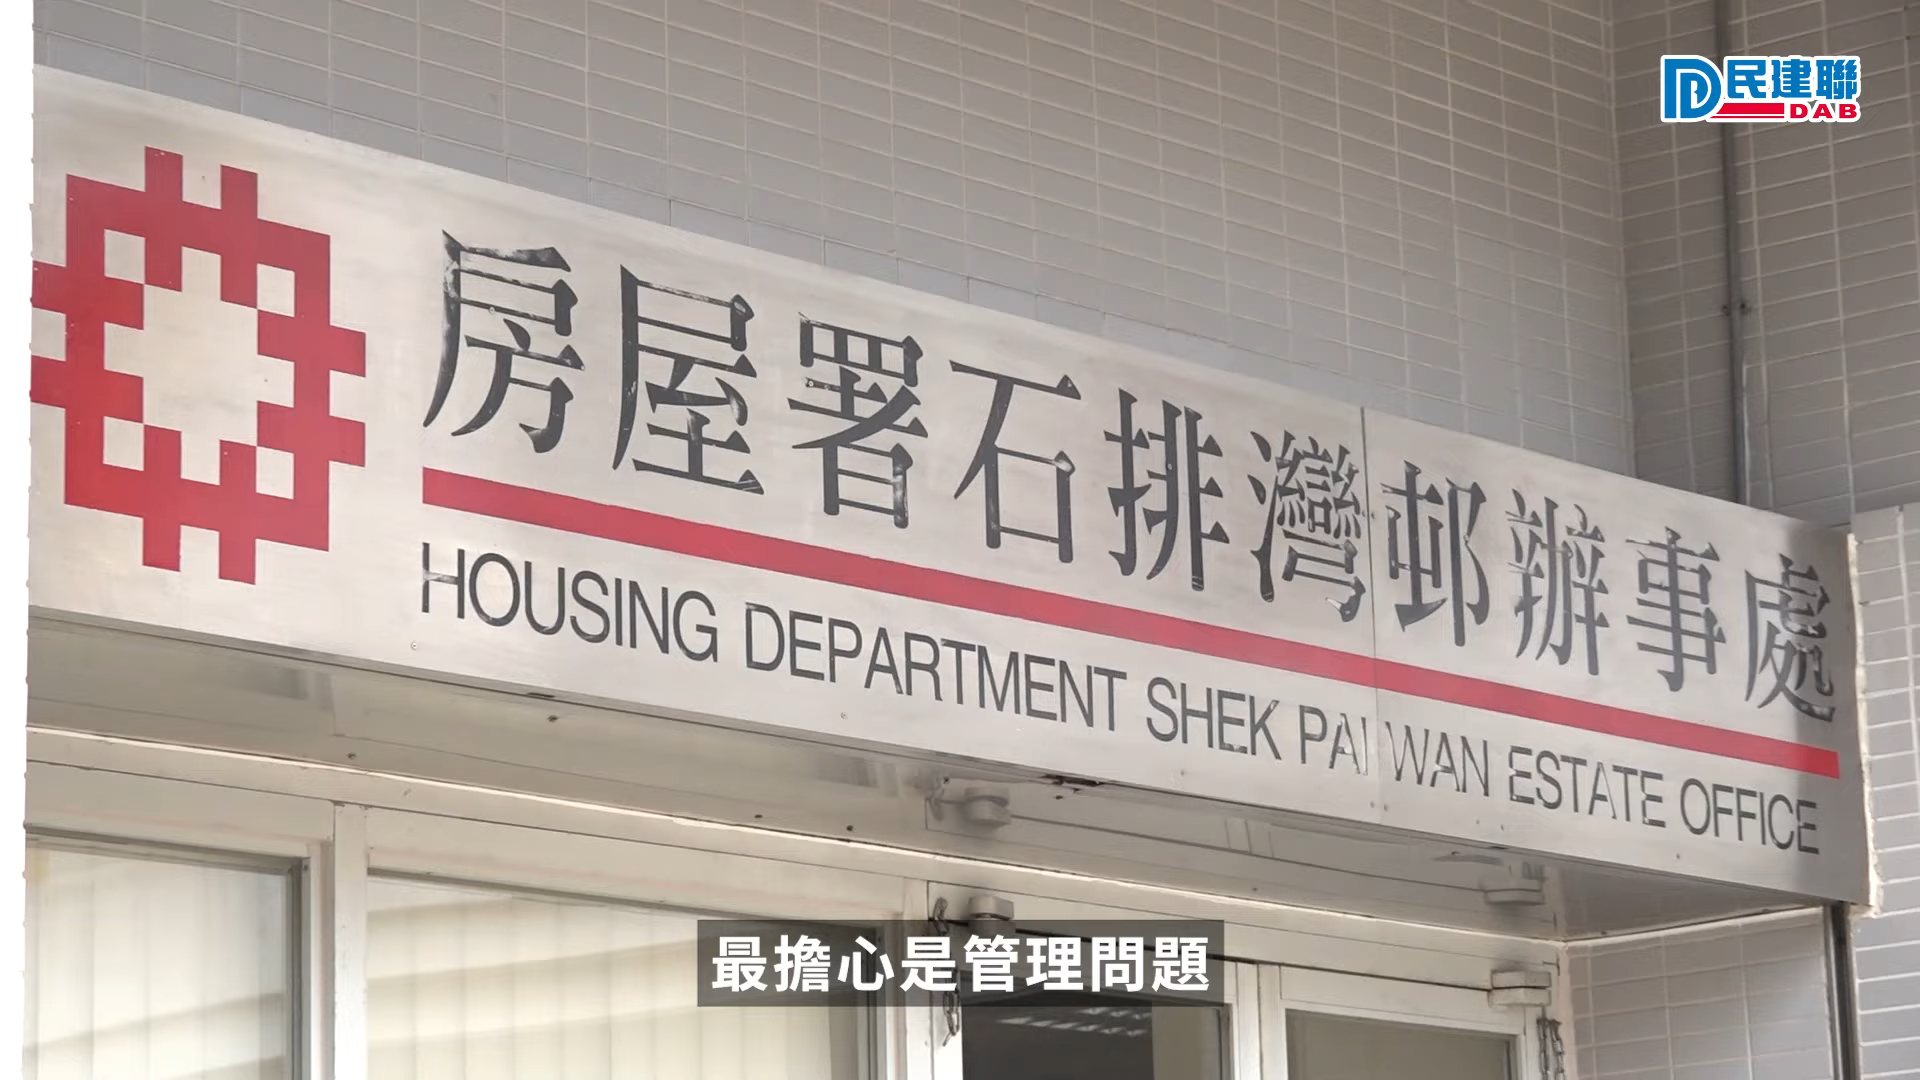 民建聯
DAB
房屋署石排灣邨辦事處
HOUSING DEPARTMENT SHEK PAI WAN ESTATE OFFICE
最擔心是管理問題